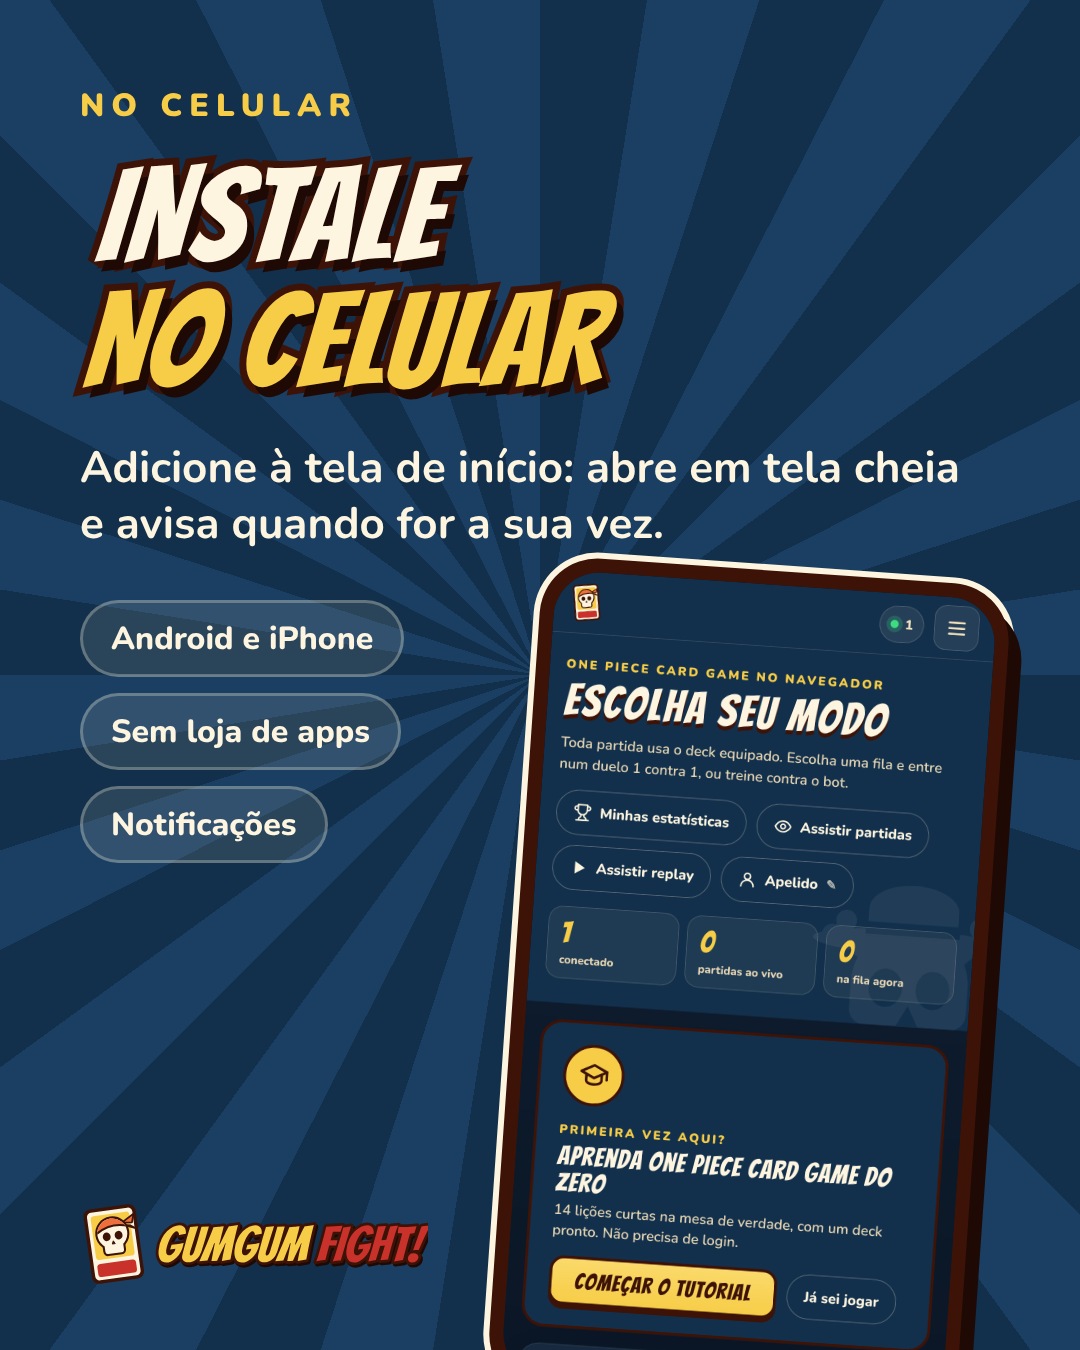 NO CELULAR
INSTALE
NO CELULAR
Adicione à tela de início: abre em tela cheia
e avisa quando for a sua vez.
Android e iPhone
Sem loja de apps
Notificações
1
ONE PIECE CARD GAME NO NAVEGADOR
ESCOLHA SEU MODO
Toda partida usa o deck equipado. Escolha uma fila e entre
num duelo 1 contra 1, ou treine contra o bot.
Minhas estatísticas
Assistir partidas
Assistir replay
Apelido ✎
1
conectado
0
partidas ao vivo
0
na fila agora
PRIMEIRA VEZ AQUI?
APRENDA ONE PIECE CARD GAME DO
ZERO
14 lições curtas na mesa de verdade, com um deck
pronto. Não precisa de login.
COMEÇAR O TUTORIAL
Já sei jogar
GUMGUM FIGHT!